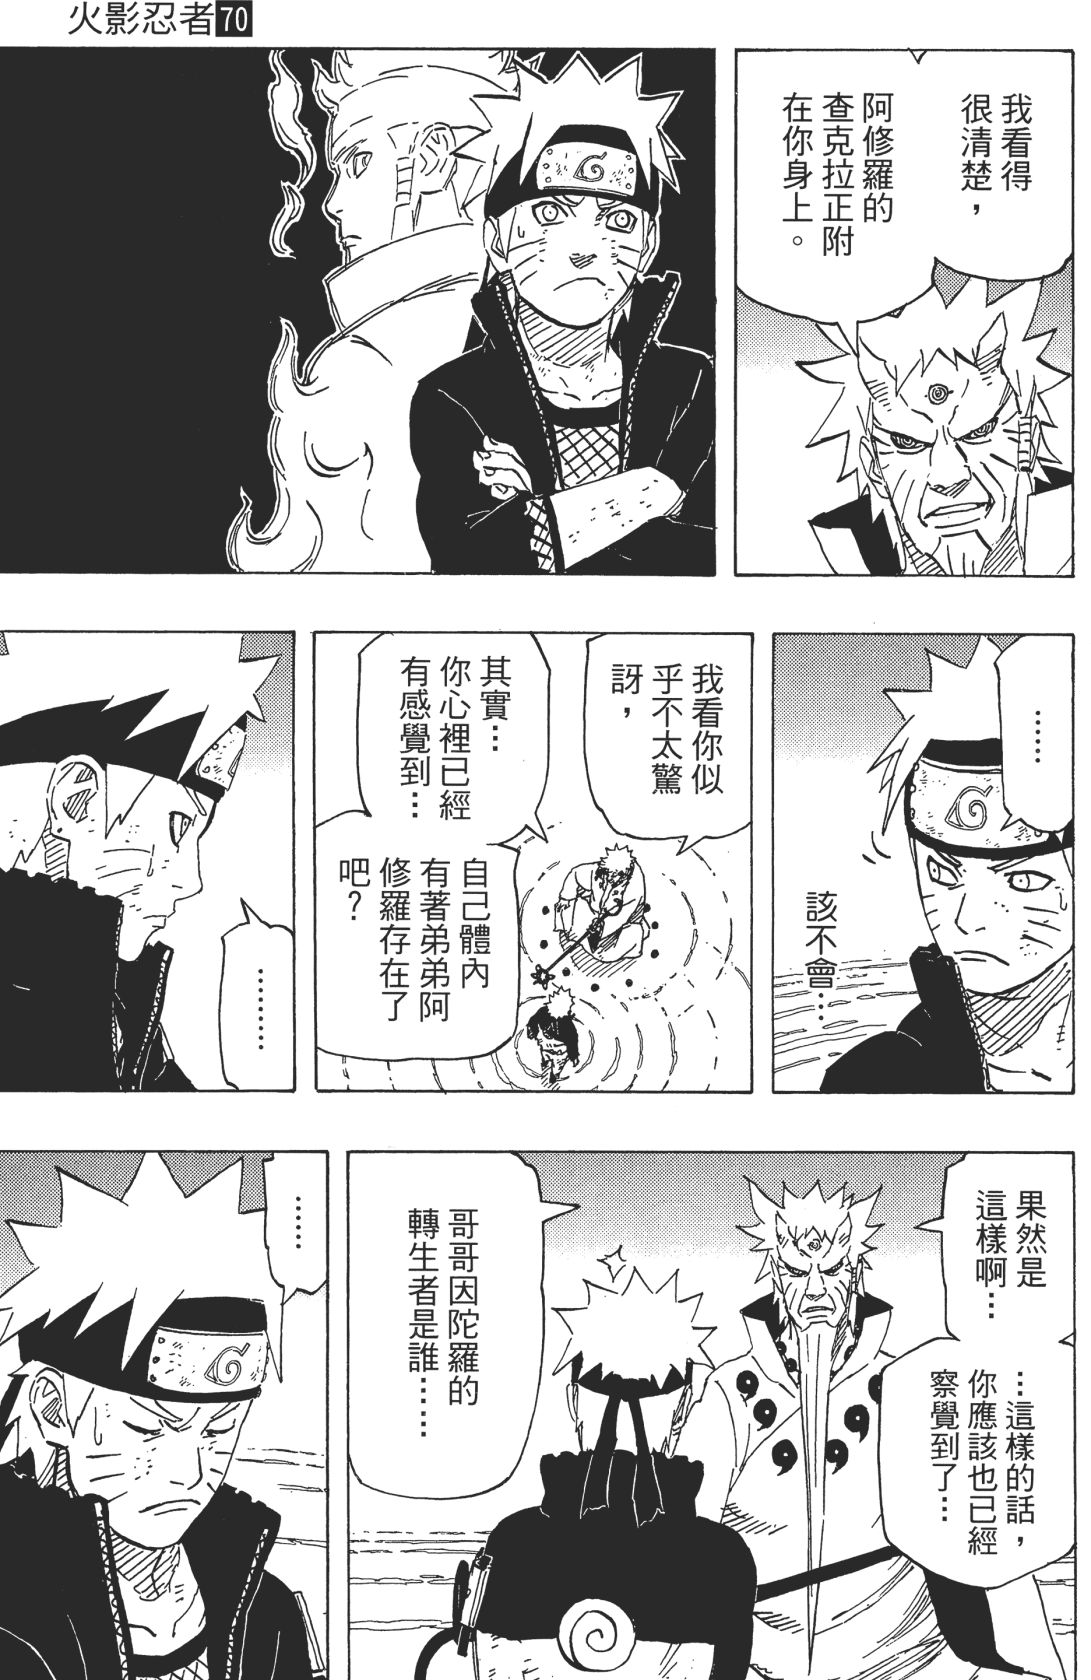 火影忍者70
我看得
很清楚，
阿修羅的
查克拉正附
在你身上。
……
該不會…
我看你似
乎不太驚
訝，
其實…
你心裡已經
有感覺到…
自己體內
有著弟弟阿
修羅存在了
吧？
………
果然是
這樣啊…
…這樣的話，
你應該也已經
察覺到了…
哥哥因陀羅的
轉生者是誰……
……